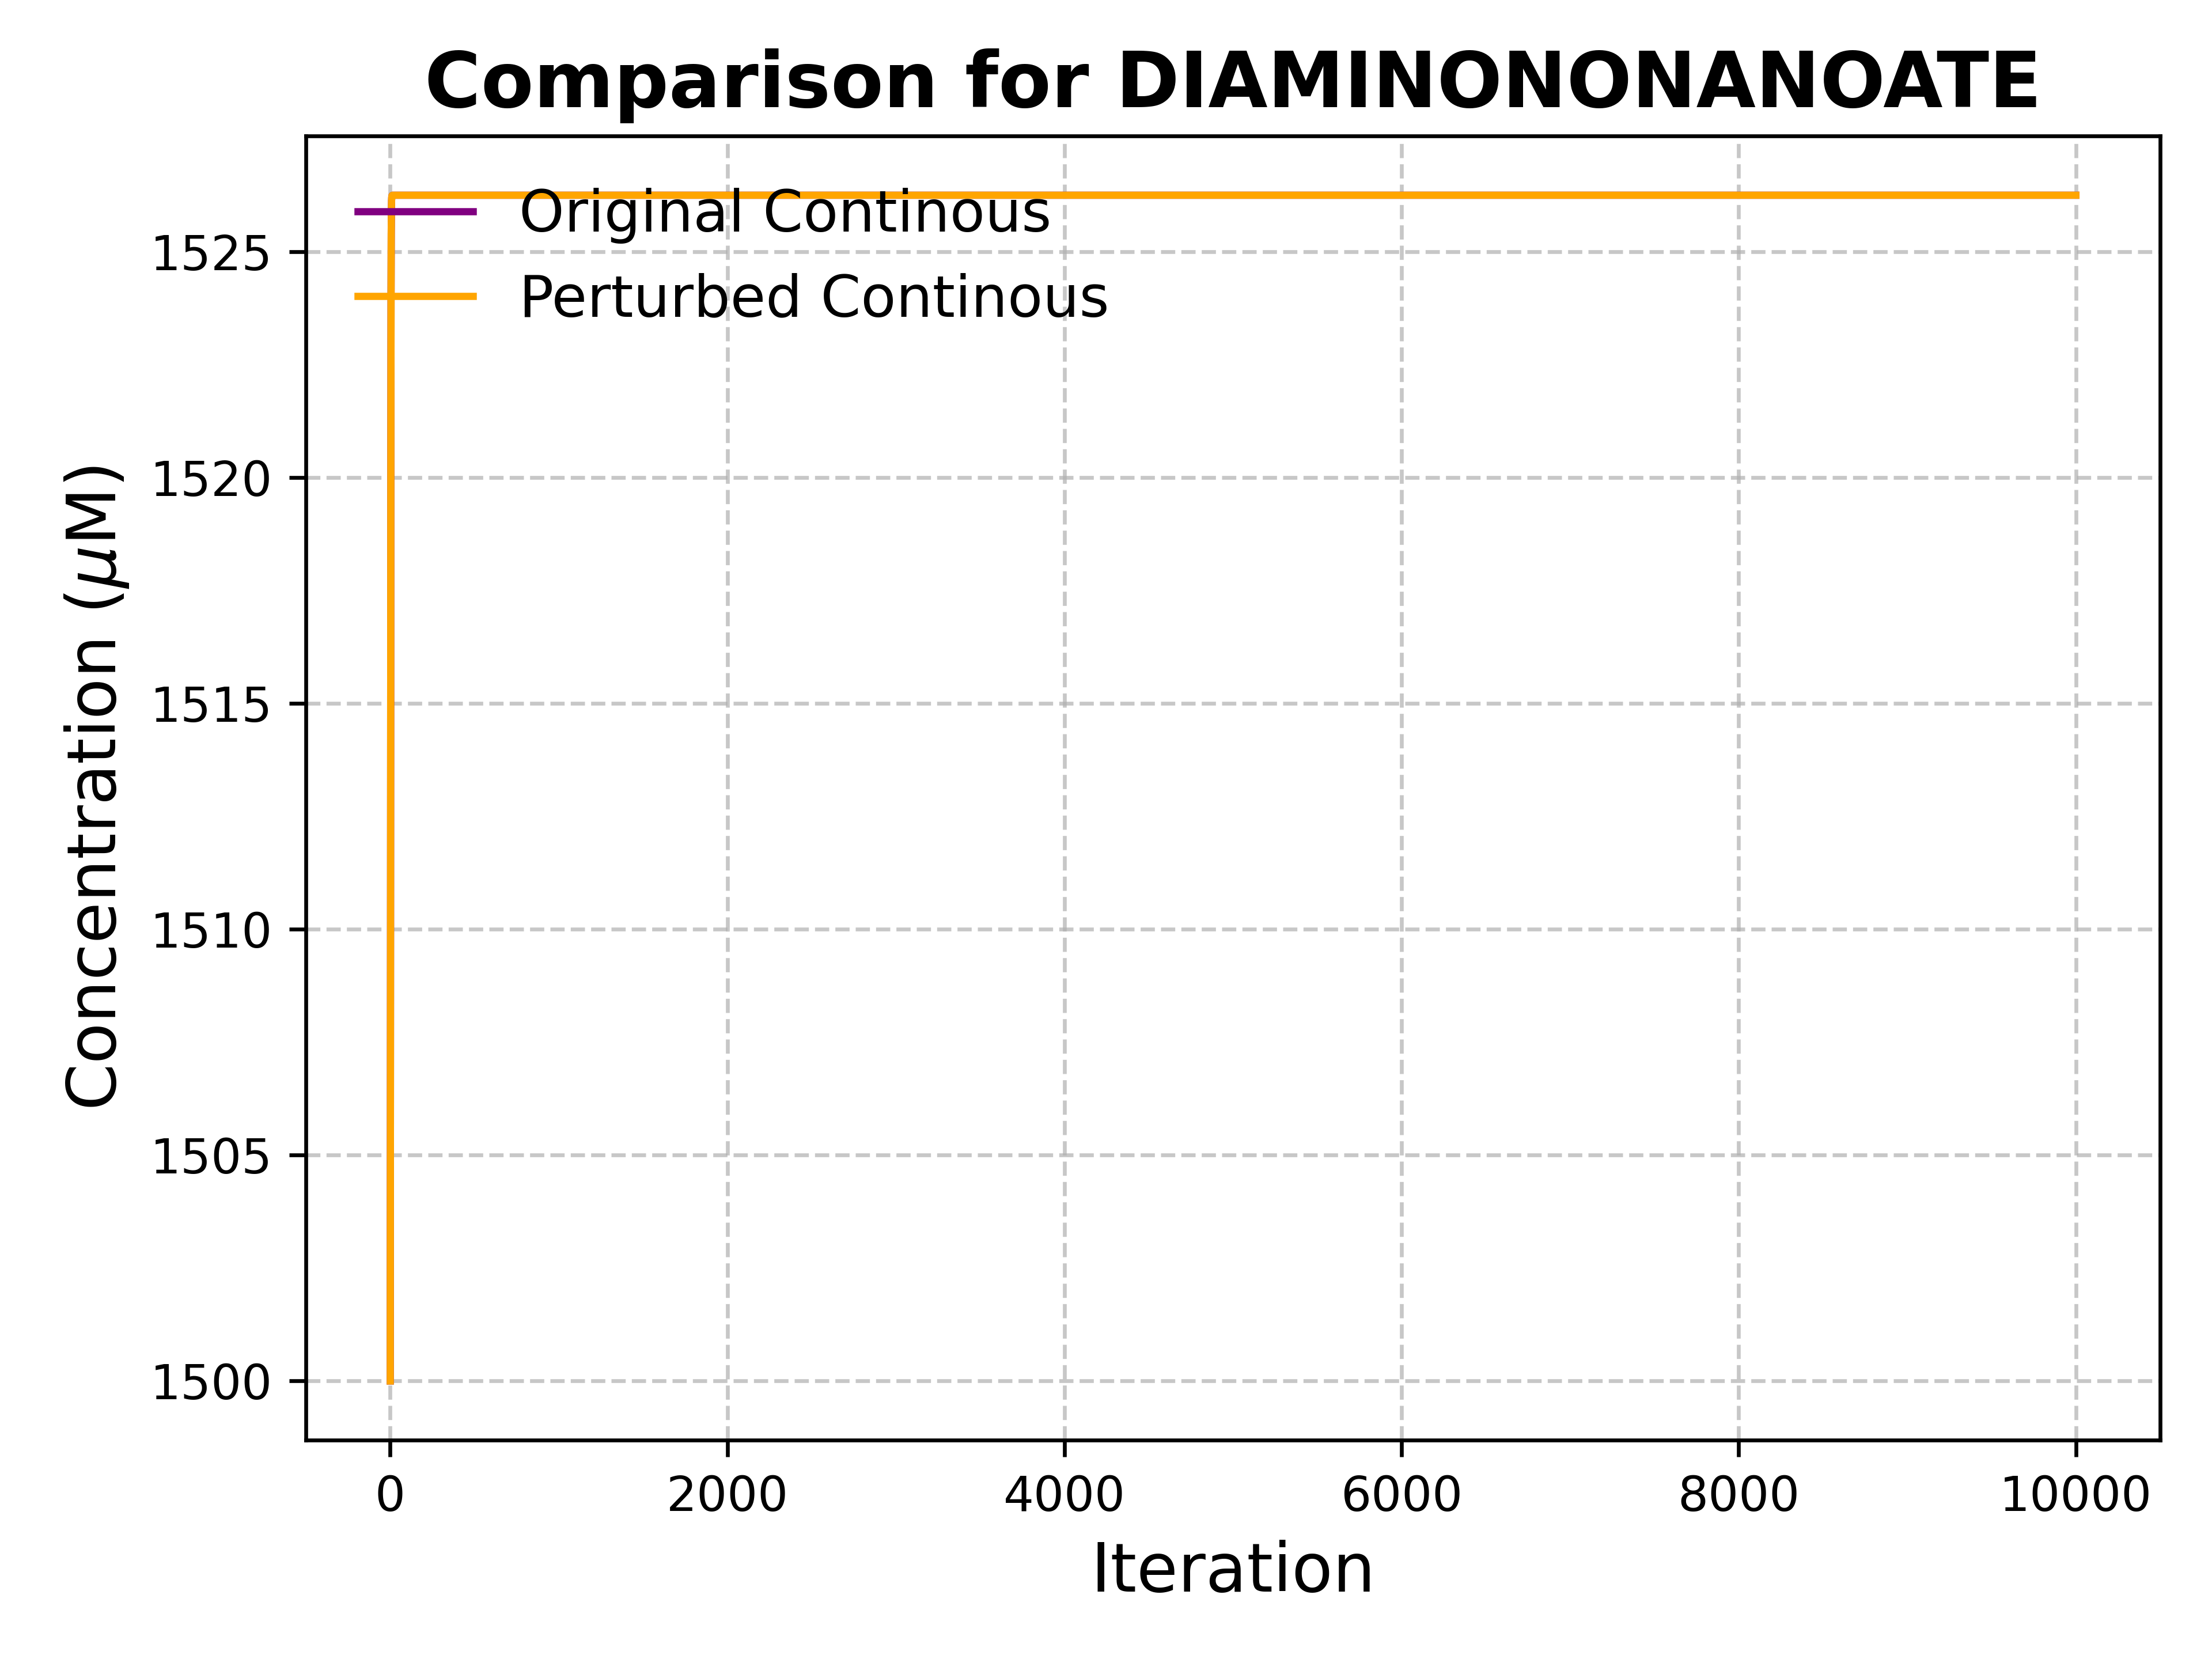 Comparison for DIAMINONONANOATE
Original Continous
Perturbed Continous
Concentration (μM)
1525
1520
1515
1510
1505
1500
0 2000 4000 6000 8000 10000
Iteration